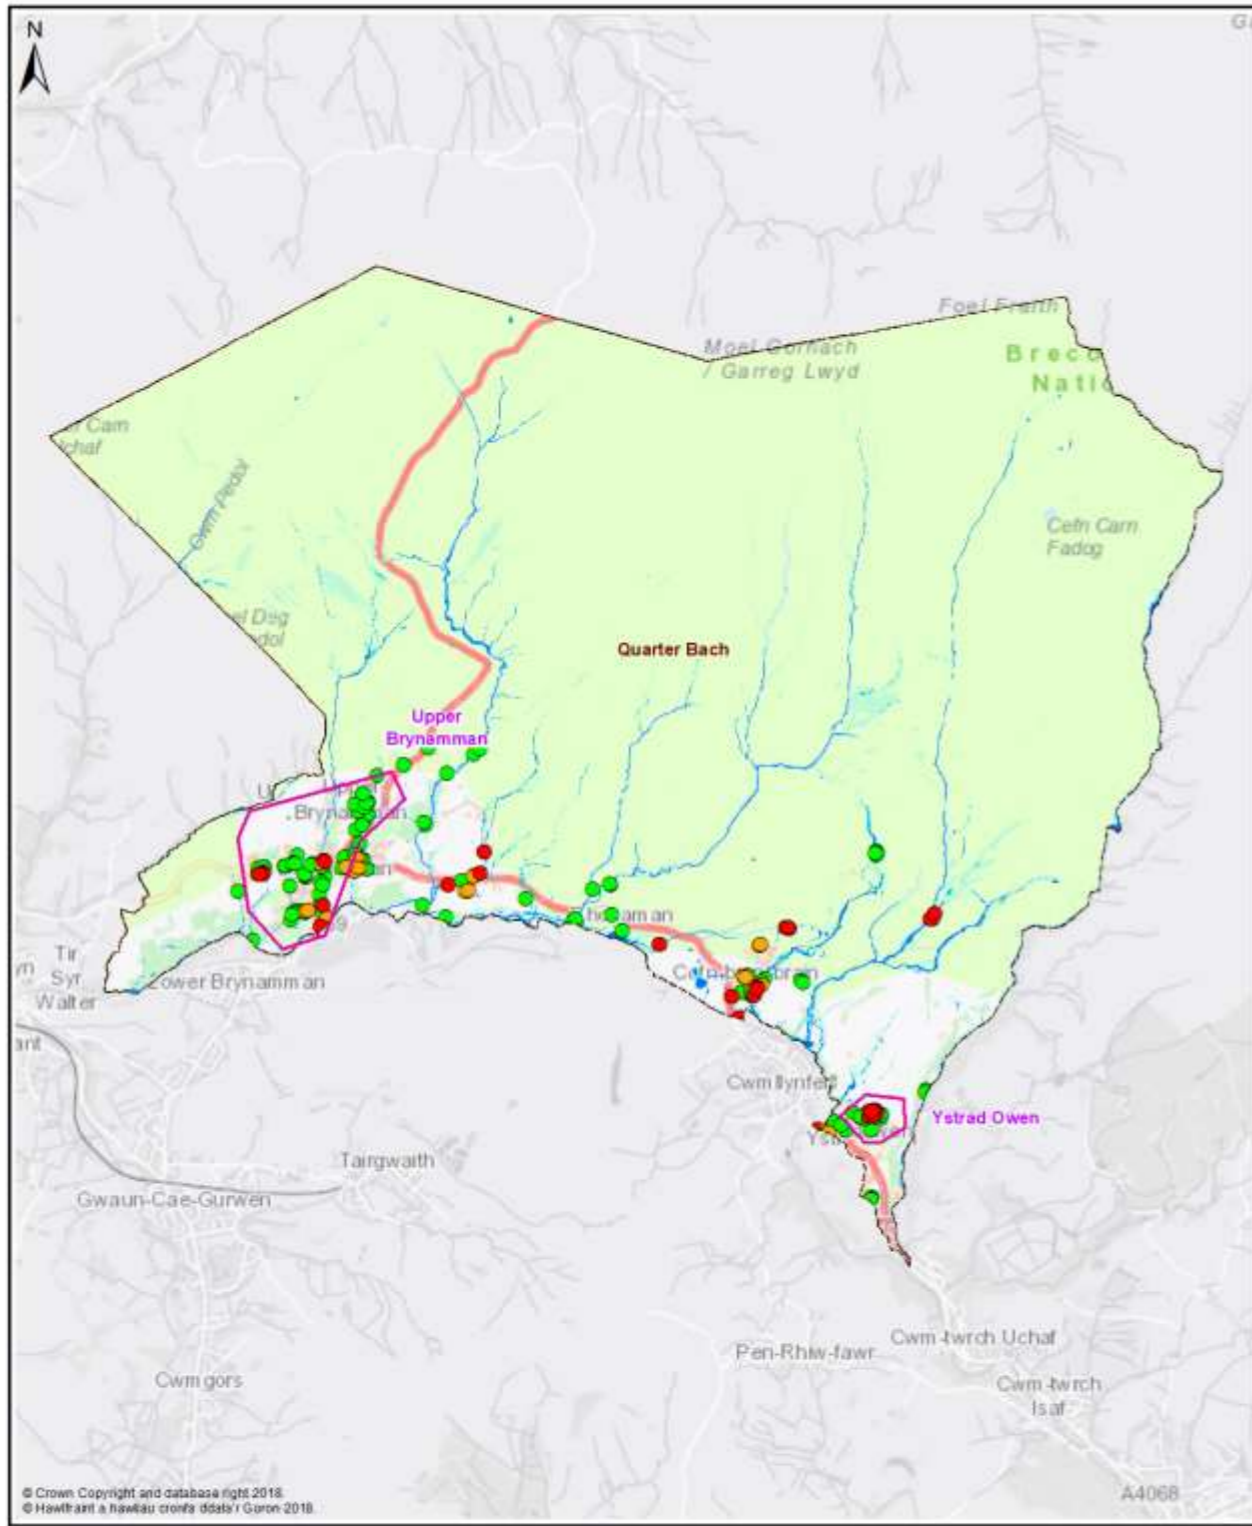 N
Foel Fraith
Moel Gornach
/ Garreg Lwyd
Brec
Natio
Cwm Pedol
Cefn Carn
Fadog
Quarter Bach
Upper
Brynamman
Brynamman
Tir
Syr
Walter
Lower Brynamman
Cwmllynfell
Ystrad Owen
Tairgwaith
Gwaun-Cae-Gurwen
Cwm-twrch Uchaf
Pen-Rhiw-fawr
Cwmgors
Cwm-twrch
Isaf
A4068
© Crown Copyright and database right 2018.
© Hawlfraint a hawliau cronfa ddata'r Goron 2018.